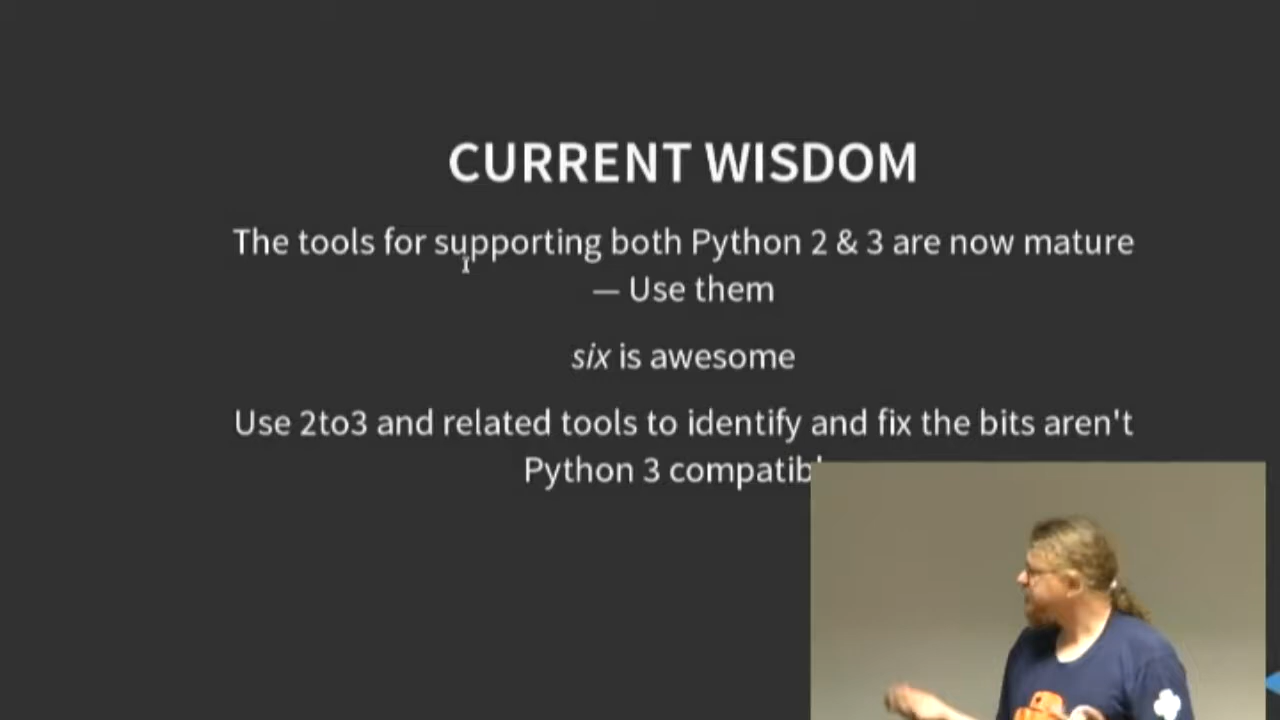 CURRENT WISDOM
The tools for supporting both Python 2 & 3 are now mature
— Use them
six is awesome
Use 2to3 and related tools to identify and fix the bits aren't
Python 3